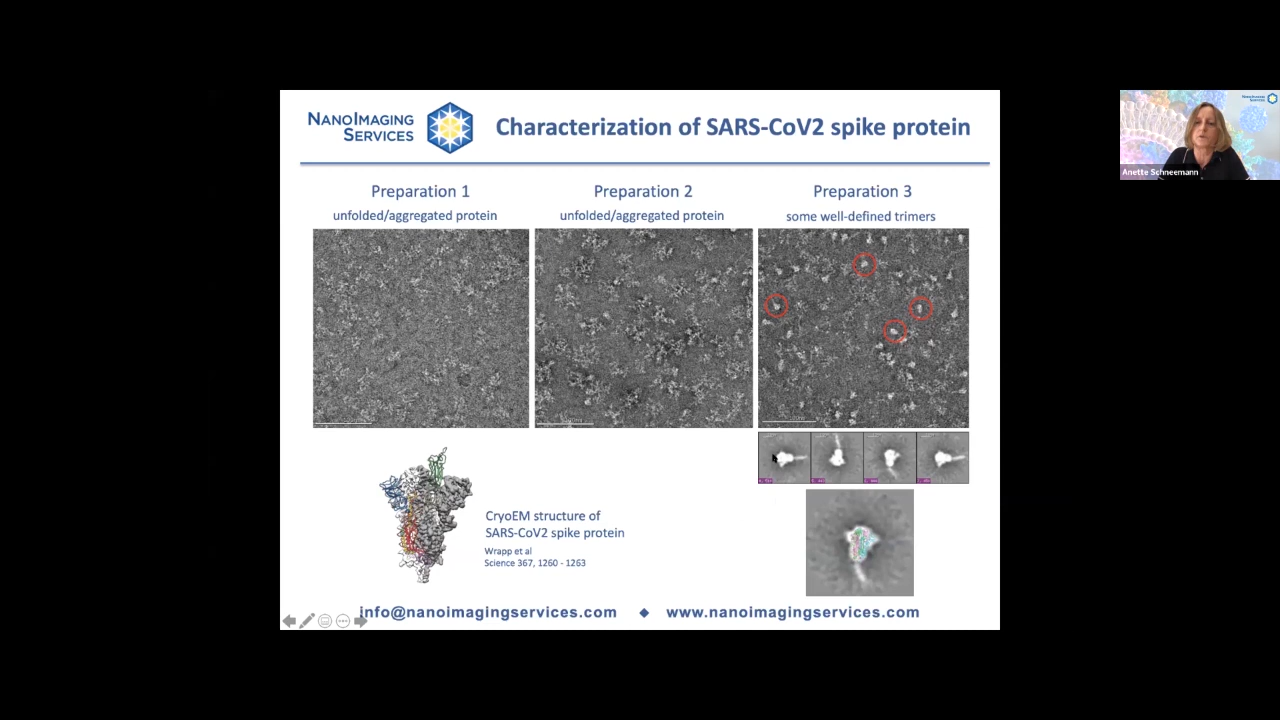 NANOIMAGING
SERVICES
Characterization of SARS-CoV2 spike protein
Preparation 1
unfolded/aggregated protein
Preparation 2
unfolded/aggregated protein
Preparation 3
some well-defined trimers
CryoEM structure of
SARS-CoV2 spike protein
Wrapp et al
Science 367, 1260 - 1263
info@nanoimagingservices.com ◆ www.nanoimagingservices.com
Anette Schneemann